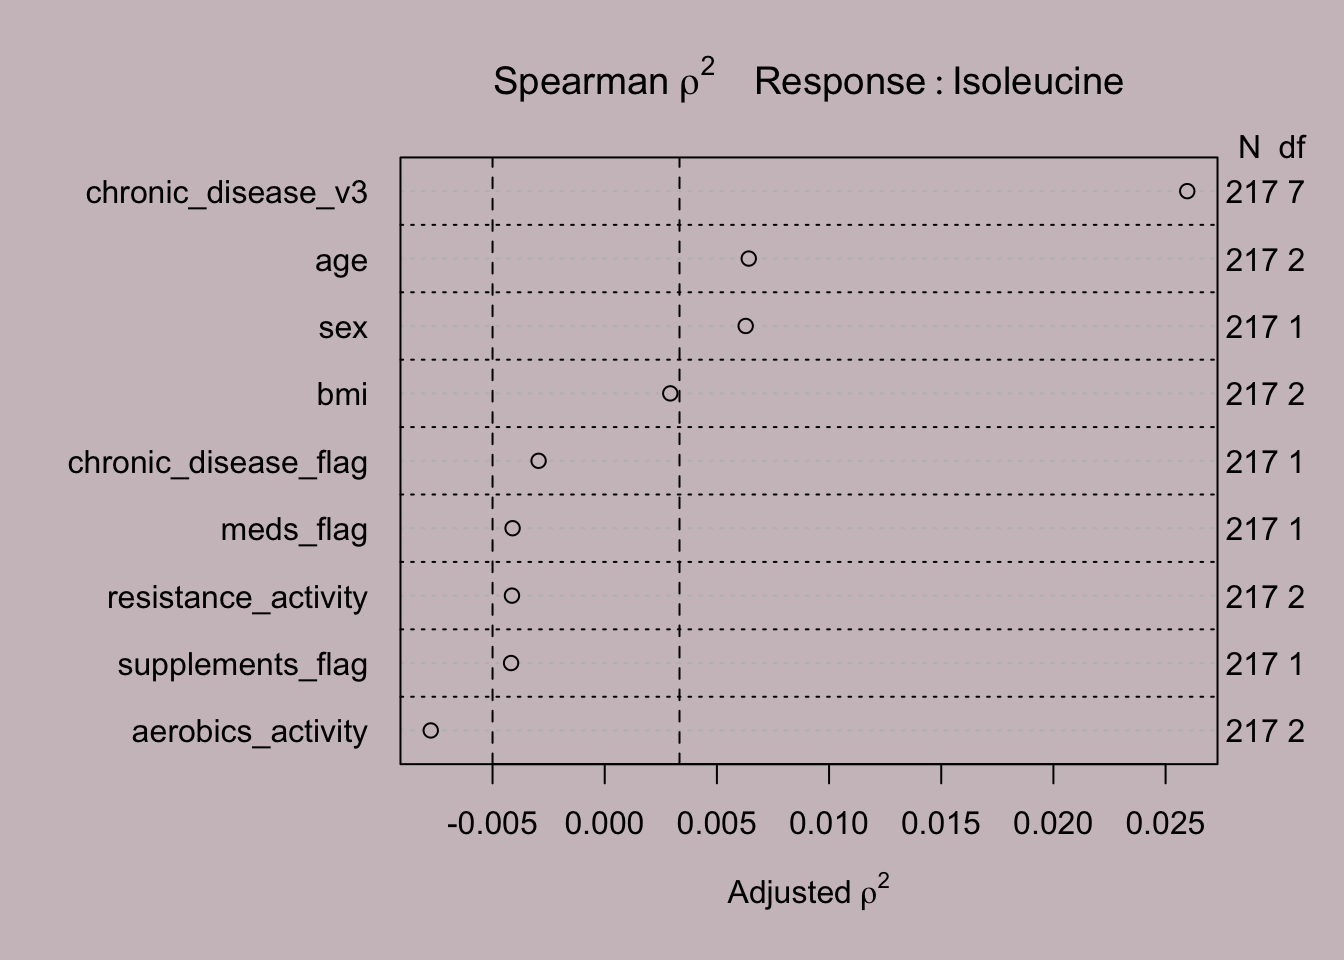 Spearman ρ² Response : Isoleucine
N df
chronic_disease_v3 217 7
age 217 2
sex 217 1
bmi 217 2
chronic_disease_flag 217 1
meds_flag 217 1
resistance_activity 217 2
supplements_flag 217 1
aerobics_activity 217 2
-0.005 0.000 0.005 0.010 0.015 0.020 0.025
Adjusted ρ²